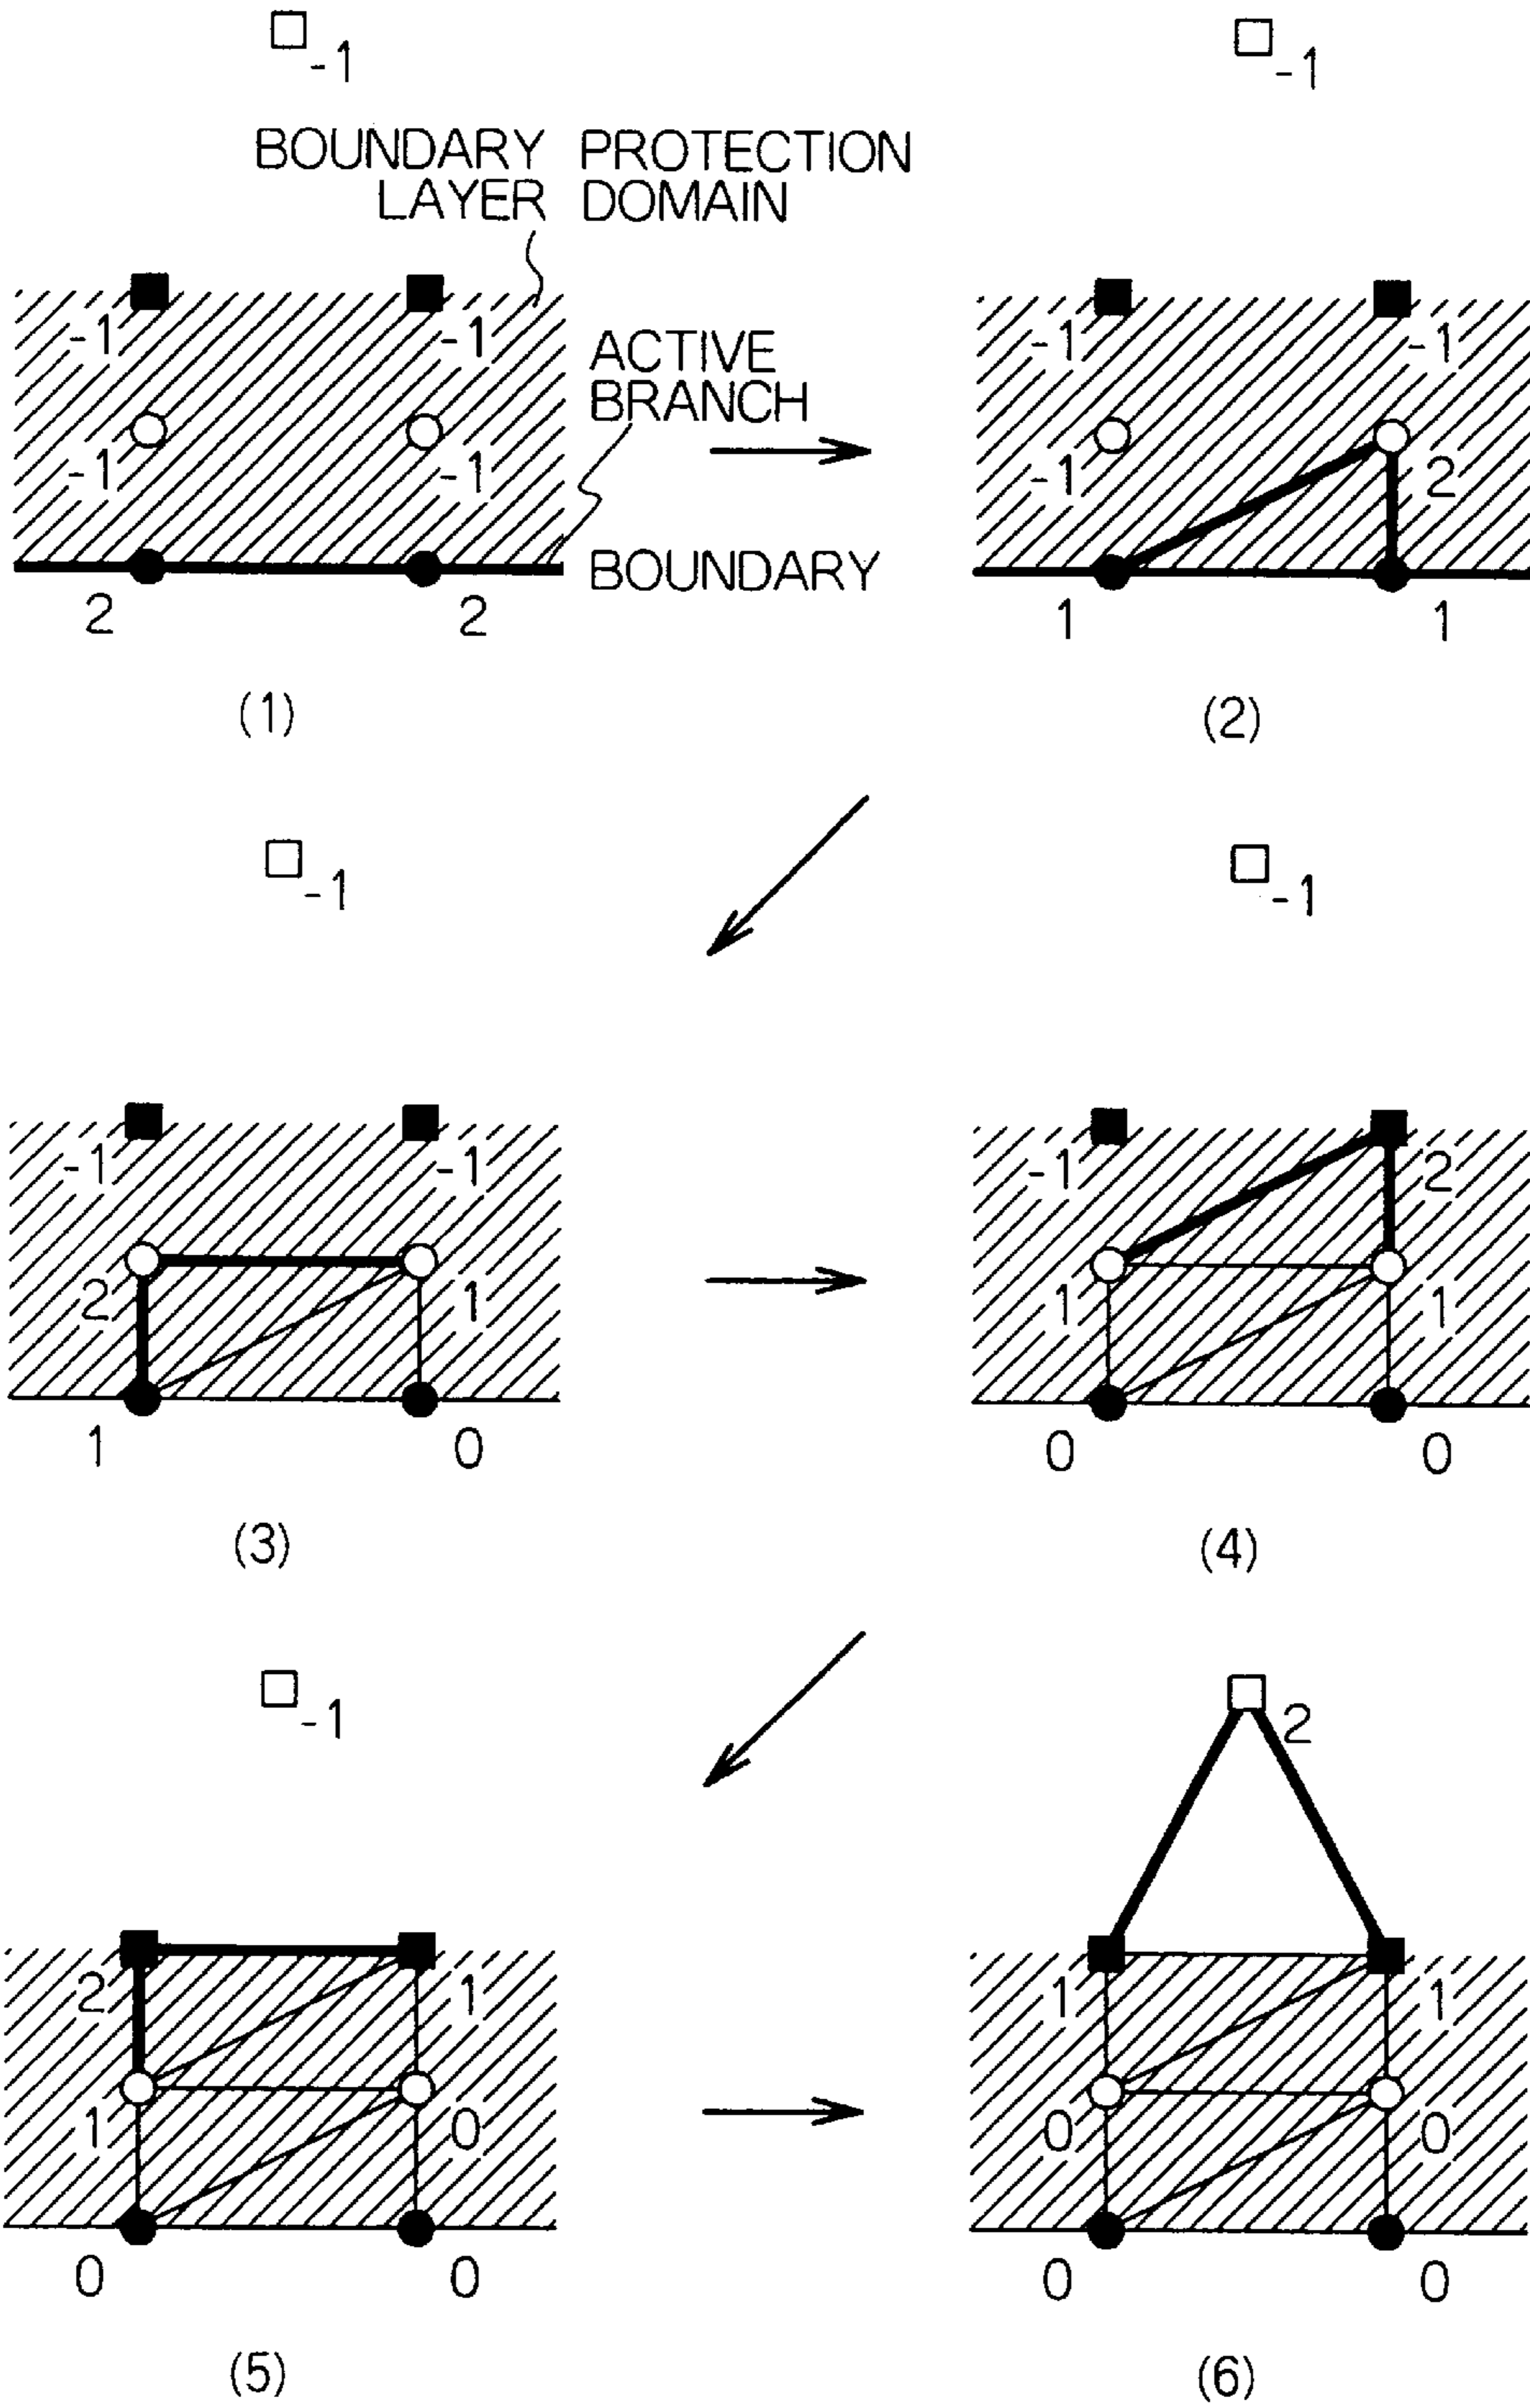 -1 -1
BOUNDARY PROTECTION
LAYER DOMAIN
-1 -1 -1 -1
ACTIVE
BRANCH
-1 -1 -1 2
BOUNDARY
2 2 1 1
(1) (2)
-1 -1
-1 -1 -1 2
2 1 1 1
1 0 0 0
(3) (4)
-1 2
2 1 1 1
1 0 0 0
0 0 0 0
(5) (6)